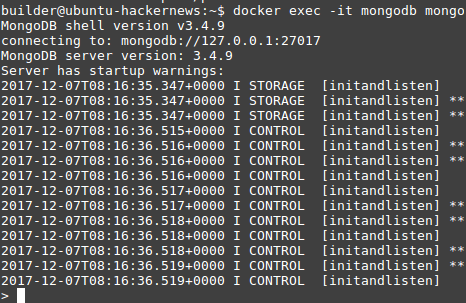 builder@ubuntu-hackernews:~$ docker exec -it mongodb mongo
MongoDB shell version v3.4.9
connecting to: mongodb://127.0.0.1:27017
MongoDB server version: 3.4.9
Server has startup warnings:
2017-12-07T08:16:35.347+0000 I STORAGE  [initandlisten]
2017-12-07T08:16:35.347+0000 I STORAGE  [initandlisten] **
2017-12-07T08:16:35.347+0000 I STORAGE  [initandlisten] **
2017-12-07T08:16:36.515+0000 I CONTROL  [initandlisten]
2017-12-07T08:16:36.516+0000 I CONTROL  [initandlisten] **
2017-12-07T08:16:36.516+0000 I CONTROL  [initandlisten] **
2017-12-07T08:16:36.516+0000 I CONTROL  [initandlisten]
2017-12-07T08:16:36.517+0000 I CONTROL  [initandlisten]
2017-12-07T08:16:36.517+0000 I CONTROL  [initandlisten] **
2017-12-07T08:16:36.518+0000 I CONTROL  [initandlisten] **
2017-12-07T08:16:36.518+0000 I CONTROL  [initandlisten]
2017-12-07T08:16:36.518+0000 I CONTROL  [initandlisten] **
2017-12-07T08:16:36.519+0000 I CONTROL  [initandlisten] **
2017-12-07T08:16:36.519+0000 I CONTROL  [initandlisten]
>